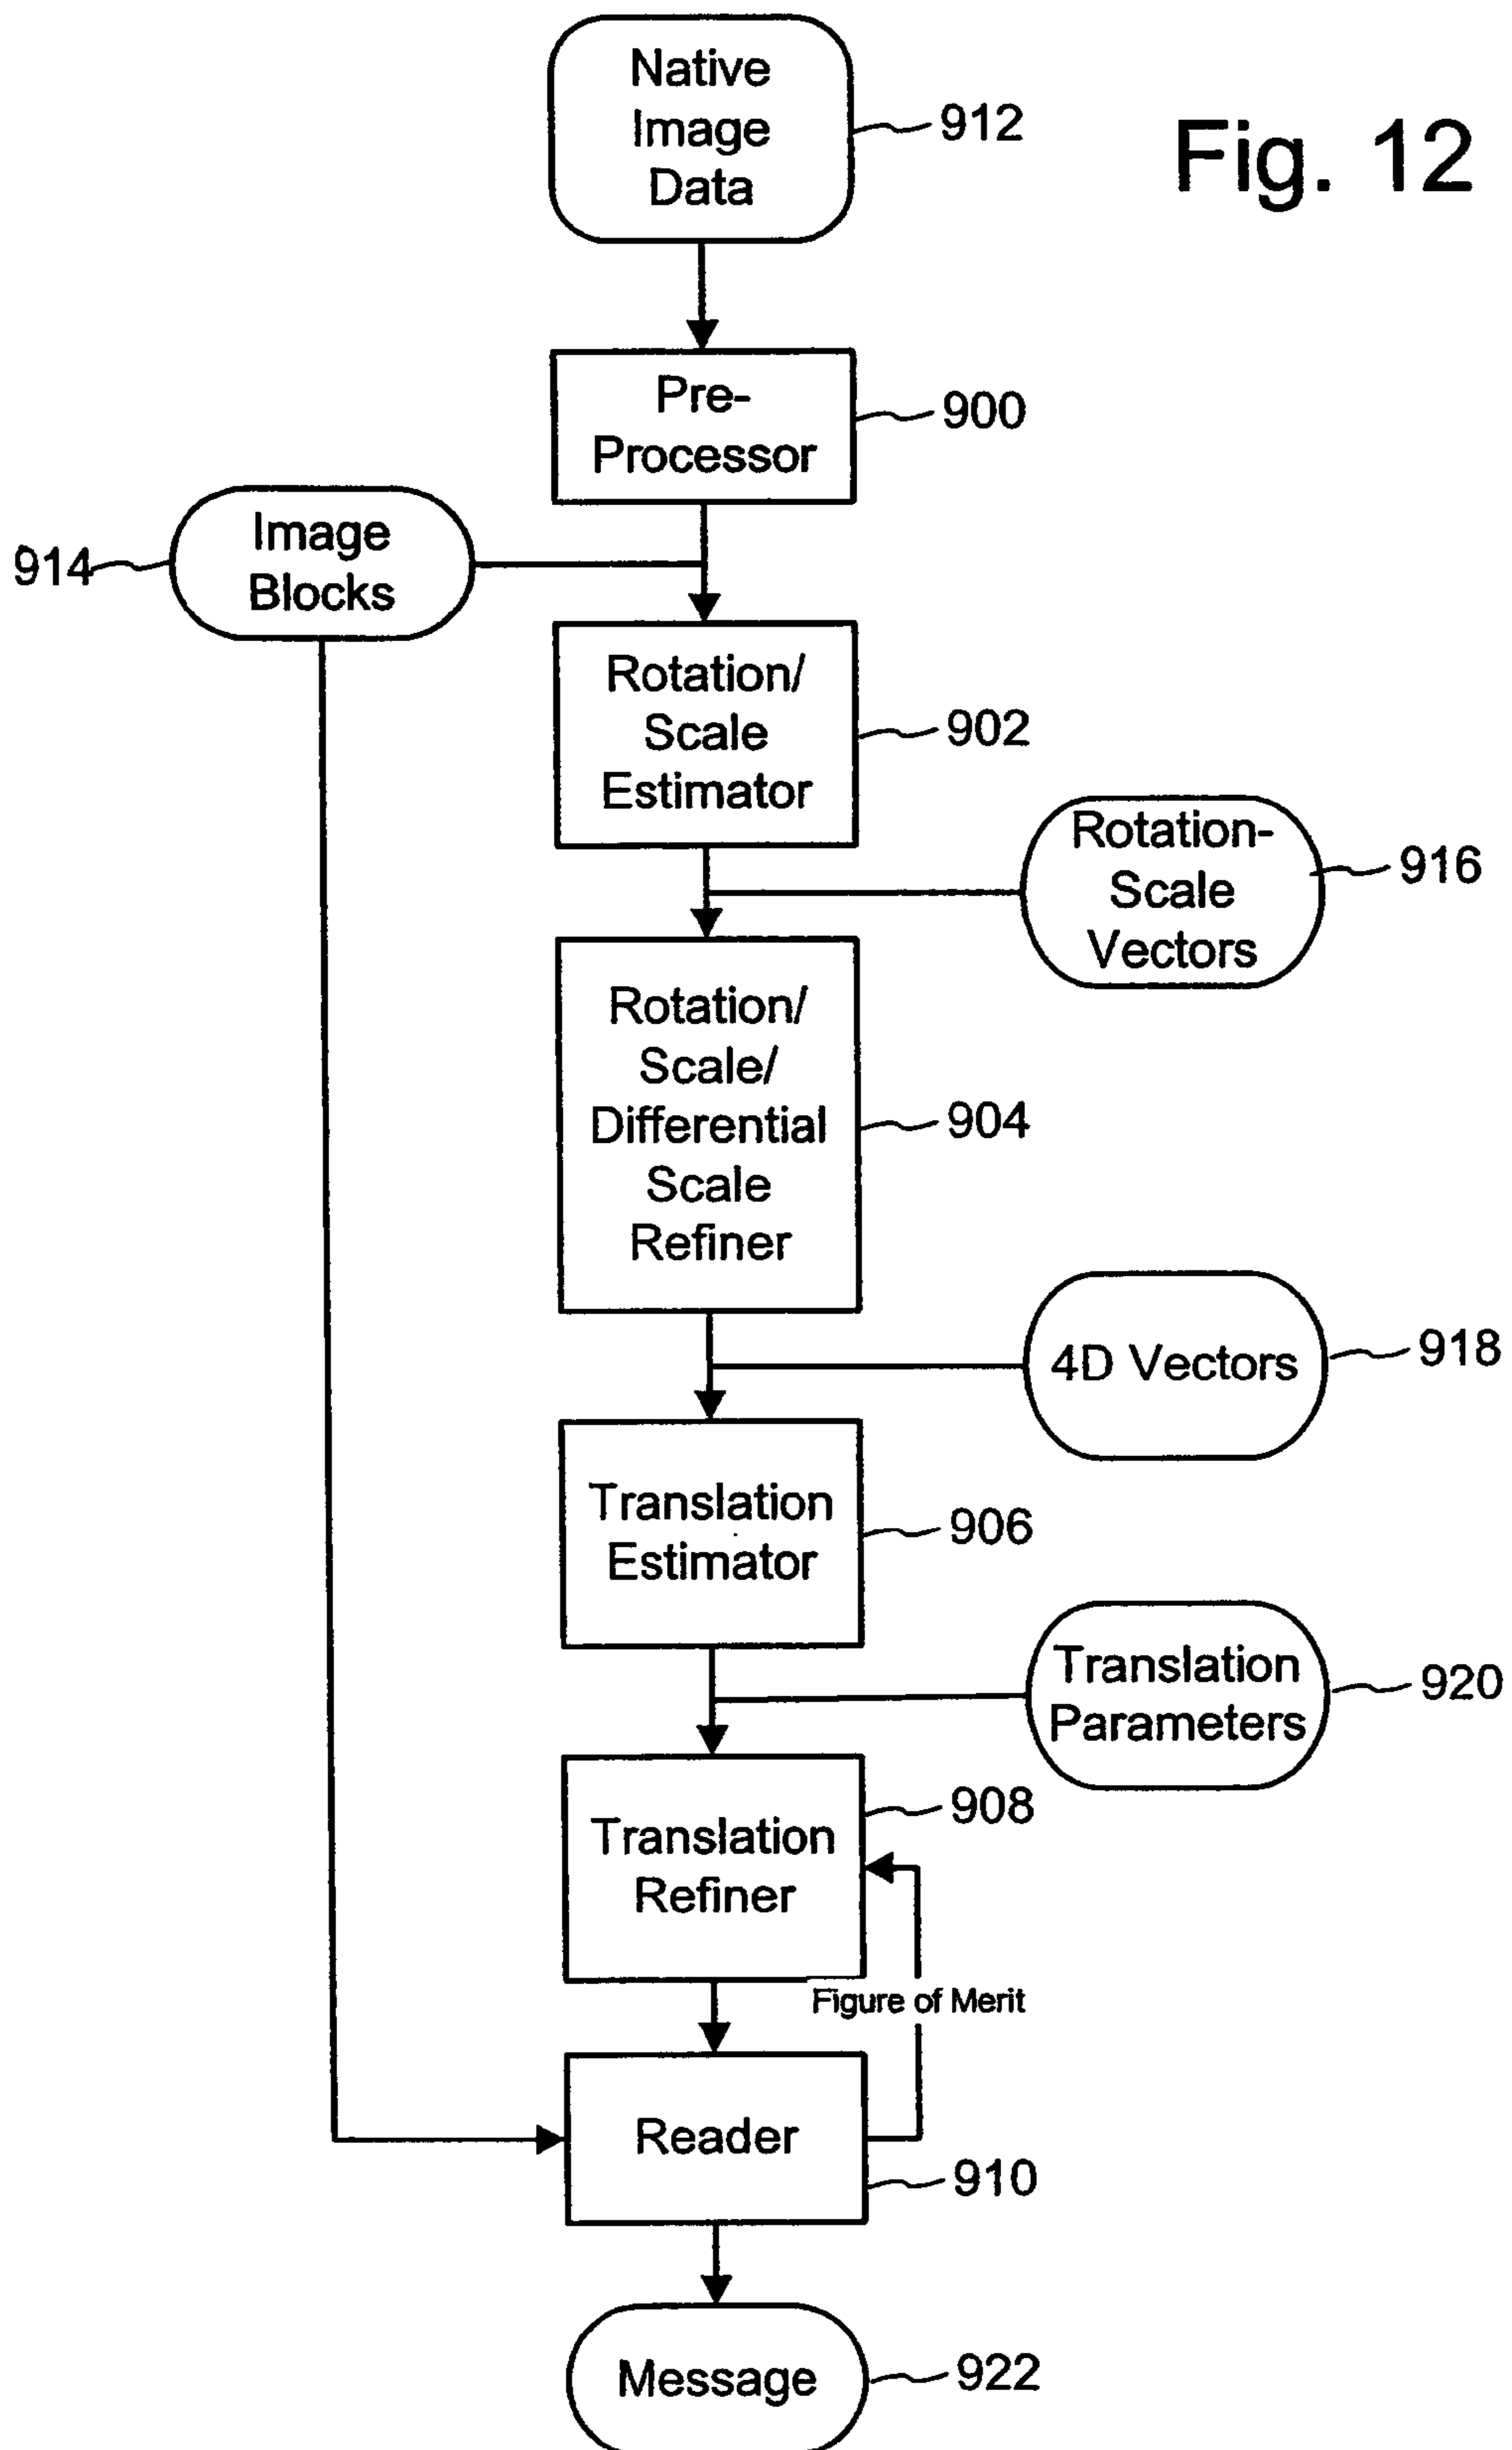 Native
Image
Data
912
Fig. 12
Pre-
Processor
900
Image
Blocks
914
Rotation/
Scale
Estimator
902
Rotation-
Scale
Vectors
916
Rotation/
Scale/
Differential
Scale
Refiner
904
4D Vectors
918
Translation
Estimator
906
Translation
Parameters
920
Translation
Refiner
908
Figure of Merit
Reader
910
Message
922